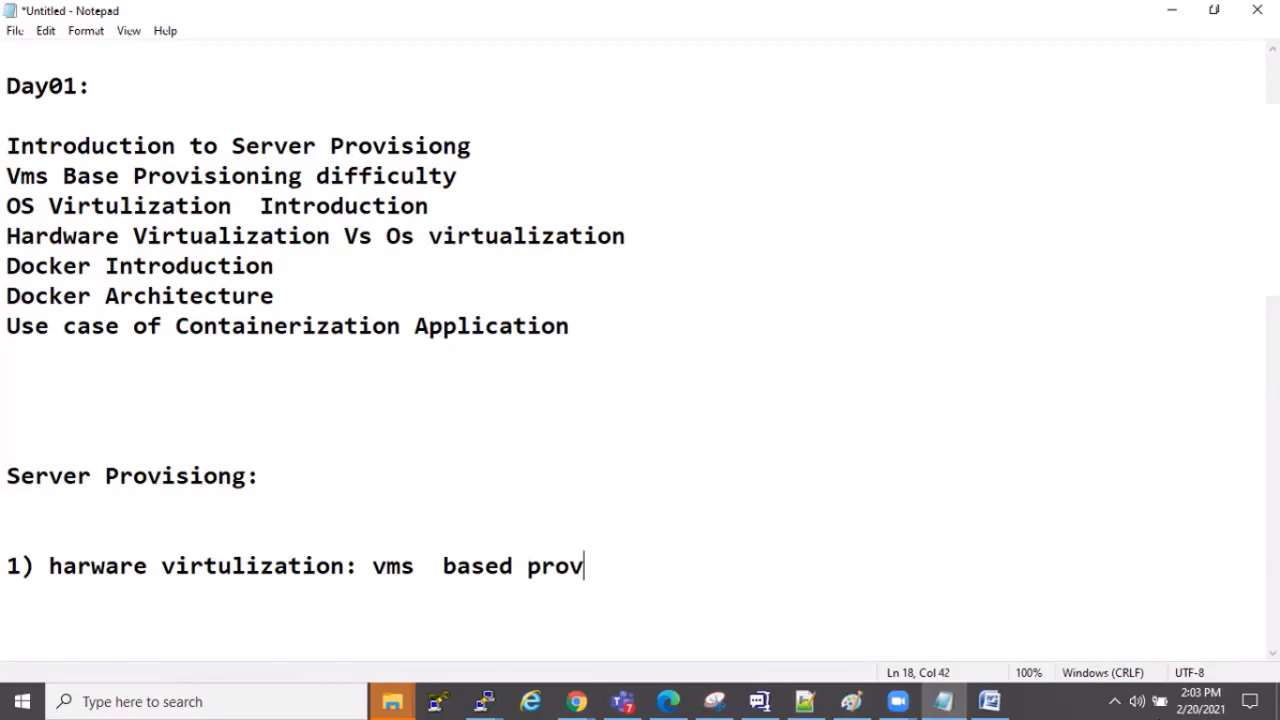 *Untitled - Notepad
File Edit Format View Help
Day01:
Introduction to Server Provisiong
Vms Base Provisioning difficulty
OS Virtulization  Introduction
Hardware Virtualization Vs Os virtualization
Docker Introduction
Docker Architecture
Use case of Containerization Application
Server Provisiong:
1) harware virtulization: vms  based prov
Ln 18, Col 42 100% Windows (CRLF) UTF-8
Type here to search
2:03 PM
2/20/2021